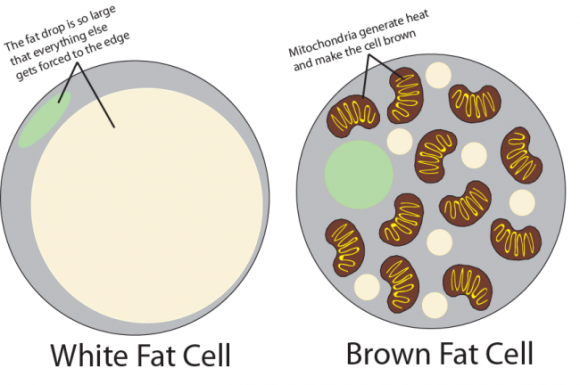 The fat drop is so large
that everything else
gets forced to the edge
Mitochondria generate heat
and make the cell brown
White Fat Cell
Brown Fat Cell